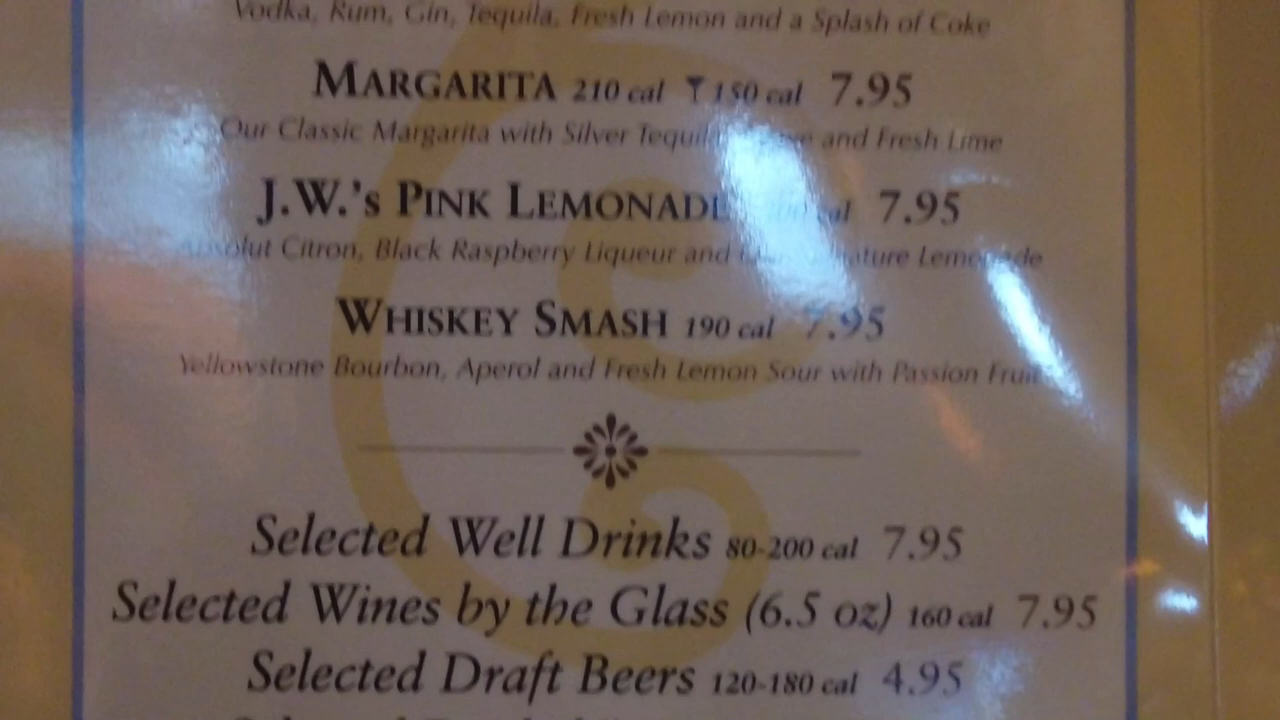 Vodka, Rum, Gin, Tequila, Fresh Lemon and a Splash of Coke
MARGARITA 210 cal 150 cal 7.95
Our Classic Margarita with Silver Tequila and Fresh Lime
J.W.'s PINK LEMONADE cal 7.95
Absolut Citron, Black Raspberry Liqueur and Lemonade
WHISKEY SMASH 190 cal 7.95
Yellowstone Bourbon, Aperol and Fresh Lemon Sour with Passion Fruit
Selected Well Drinks 80-200 cal 7.95
Selected Wines by the Glass (6.5 oz) 160 cal 7.95
Selected Draft Beers 120-180 cal 4.95